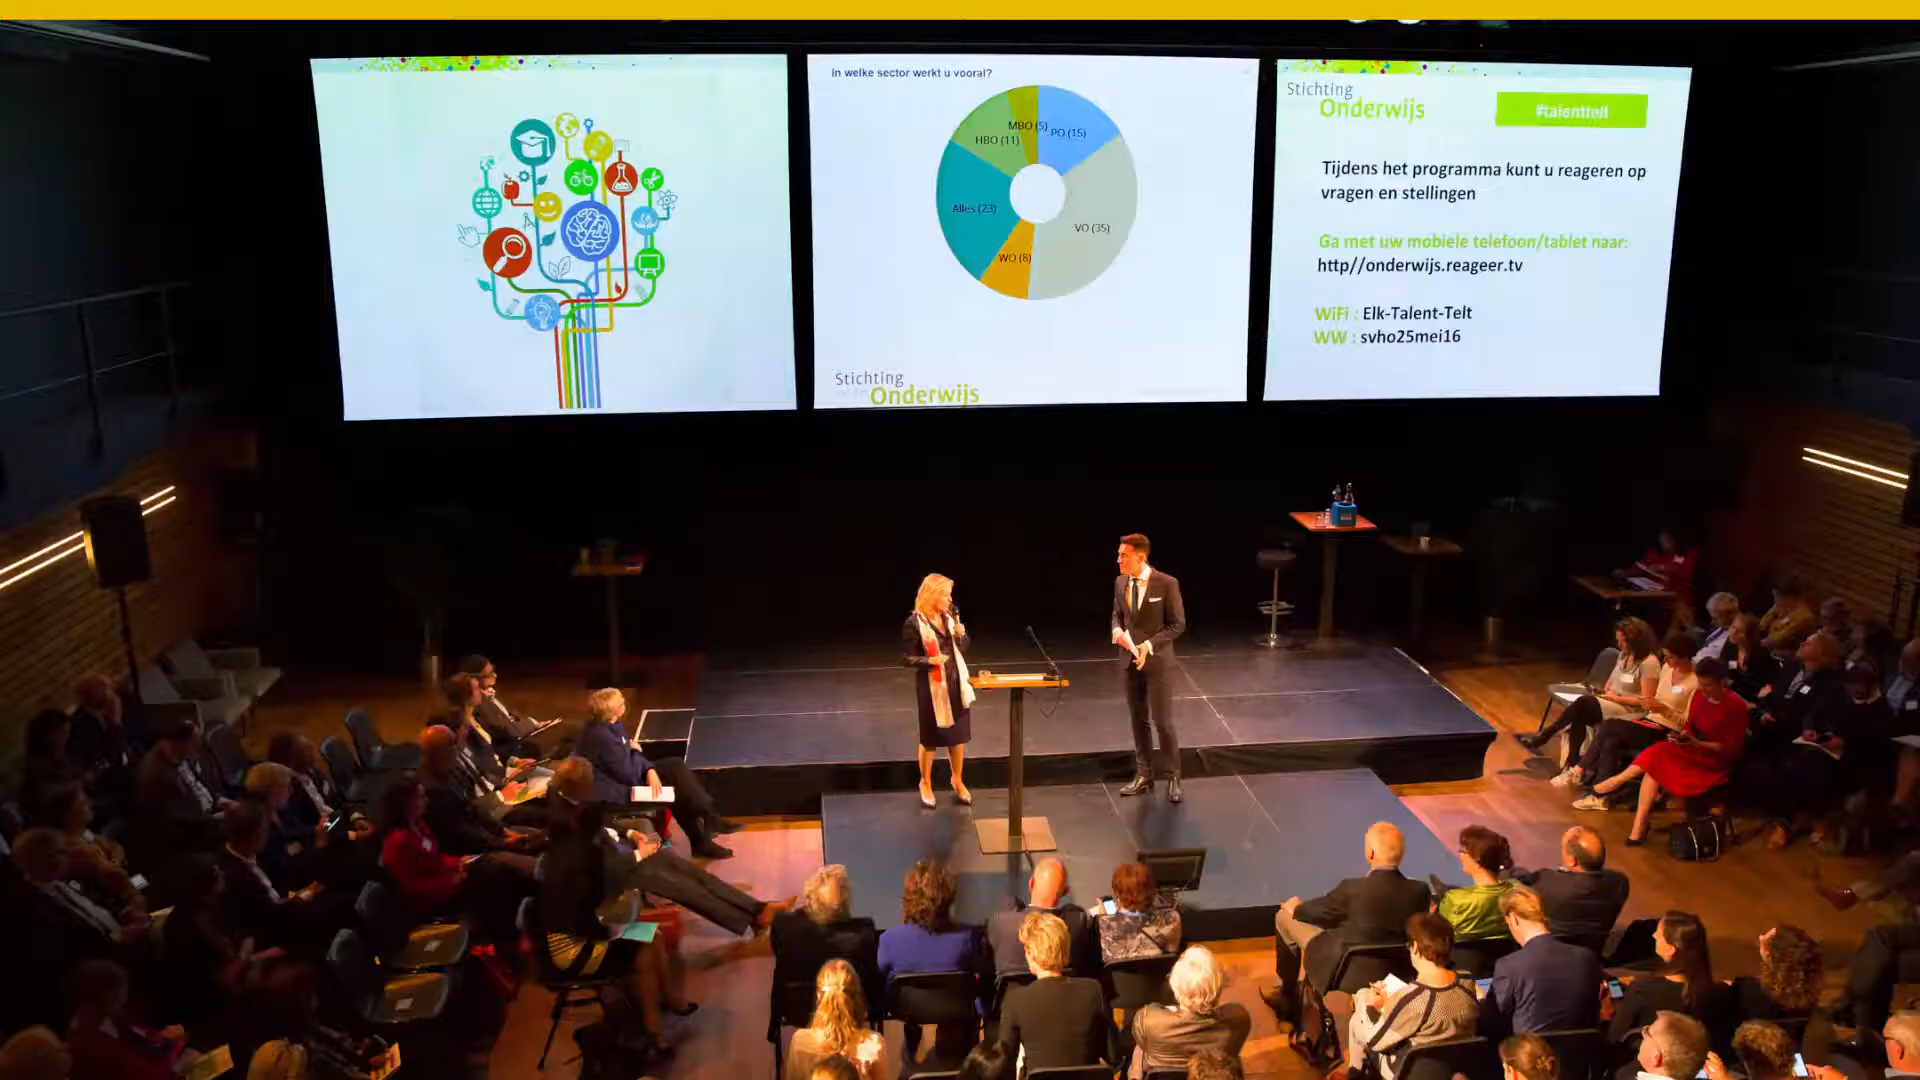 In welke sector werkt u vooral?
MBO (5)
PO (15)
HBO (11)
Alles (23)
VO (35)
WO (8)
Stichting
Onderwijs
Stichting
Onderwijs
#talenttelt
Tijdens het programma kunt u reageren op
vragen en stellingen
Ga met uw mobiele telefoon/tablet naar:
http//onderwijs.reageer.tv
WiFi : Elk-Talent-Telt
WW : svho25mei16